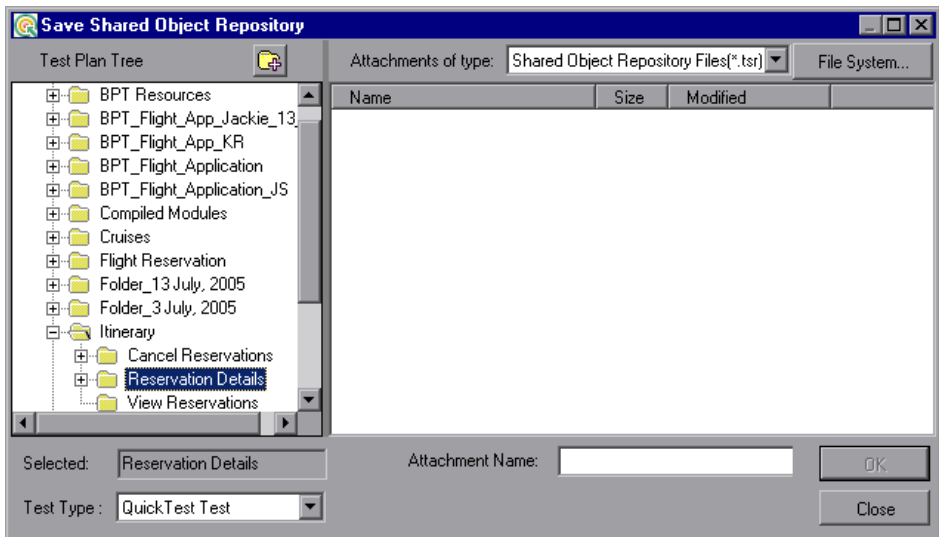 Save Shared Object Repository
Test Plan Tree
Attachments of type: Shared Object Repository Files(*.tsr) File System...
BPT Resources
BPT_Flight_App_Jackie_13_
BPT_Flight_App_KR
BPT_Flight_Application
BPT_Flight_Application_JS
Compiled Modules
Cruises
Flight Reservation
Folder_13 July, 2005
Folder_3 July, 2005
Itinerary
Cancel Reservations
Reservation Details
View Reservations
Name Size Modified
Selected: Reservation Details
Attachment Name: OK
Test Type : QuickTest Test
Close